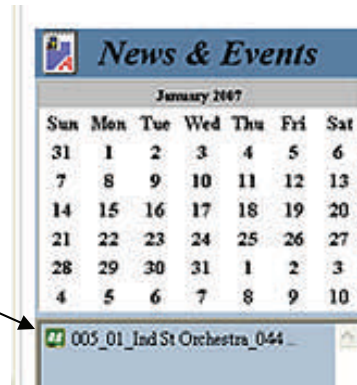 News & Events
January 2007
Sun Mon Tue Wed Thu Fri Sat
31 1 2 3 4 5 6
7 8 9 10 11 12 13
14 15 16 17 18 19 20
21 22 23 24 25 26 27
28 29 30 31 1 2 3
4 5 6 7 8 9 10
005_01_Ind St Orchestra_044...